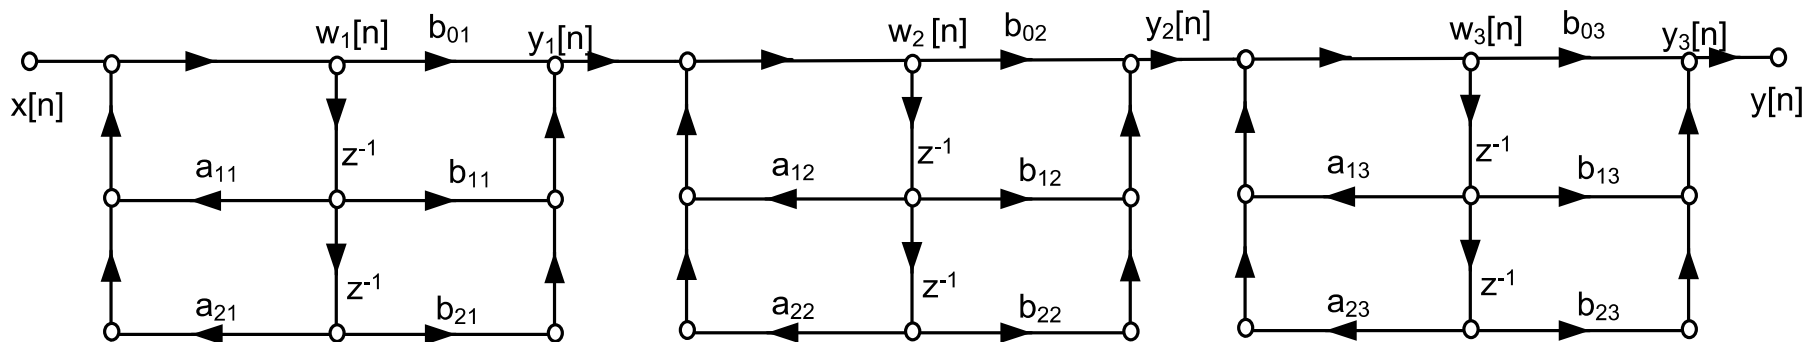 w₁[n] b₀₁ y₁[n] w₂ [n] b₀₂ y₂[n] w₃[n] b₀₃ y₃[n]
x[n] y[n]
z⁻¹ z⁻¹ z⁻¹
a₁₁ b₁₁ a₁₂ b₁₂ a₁₃ b₁₃
z⁻¹ z⁻¹ z⁻¹
a₂₁ b₂₁ a₂₂ b₂₂ a₂₃ b₂₃